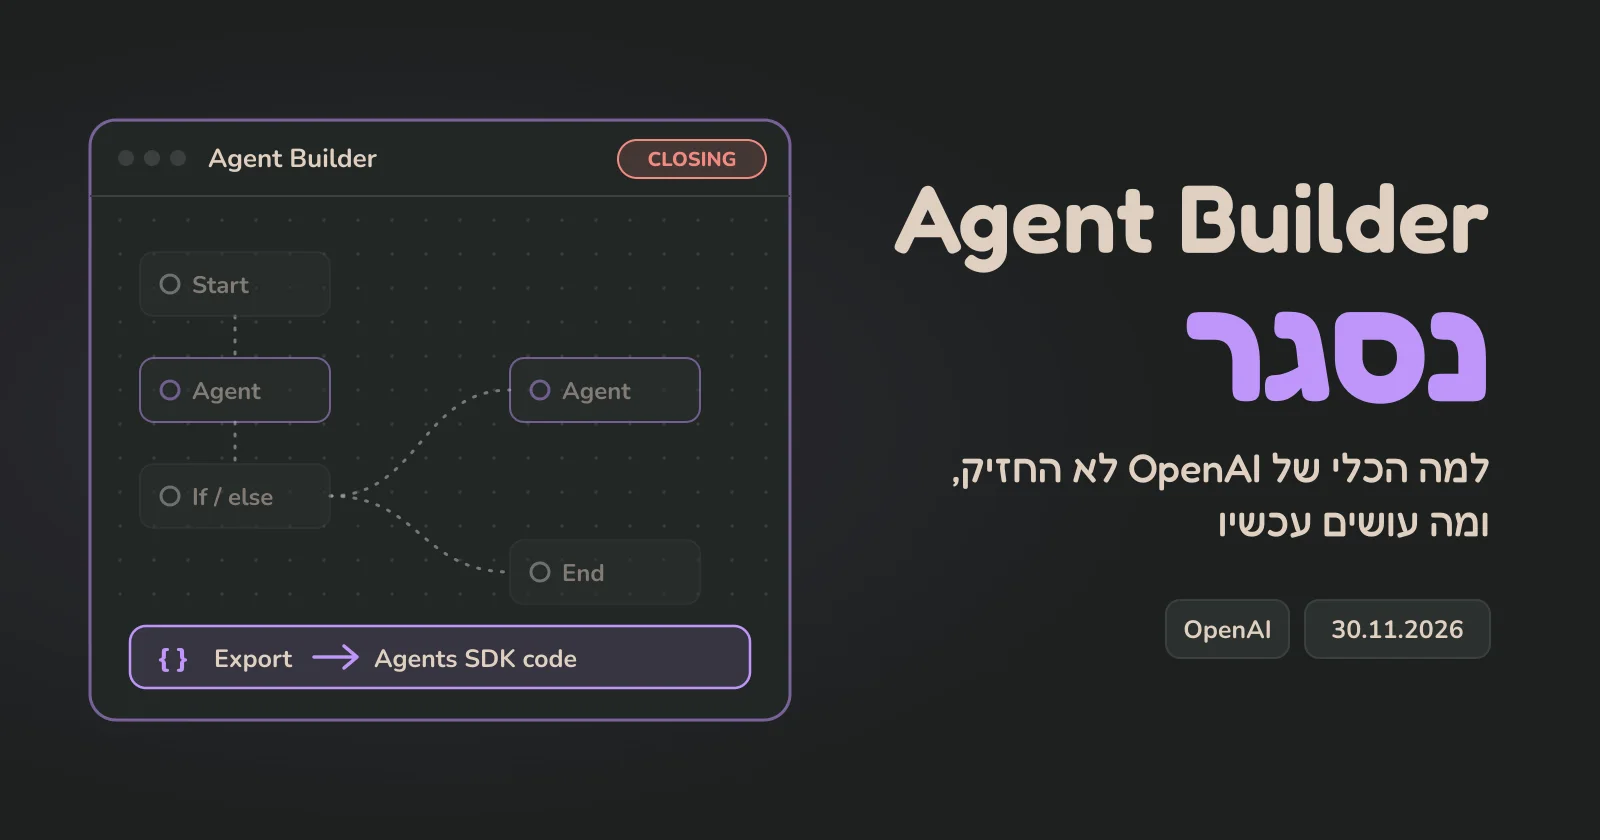 Agent Builder
CLOSING
Start
Agent
Agent
If / else
End
{ } Export → Agents SDK code
Agent Builder
נסגר
למה הכלי של OpenAI לא החזיק,
ומה עושים עכשיו
30.11.2026
OpenAI